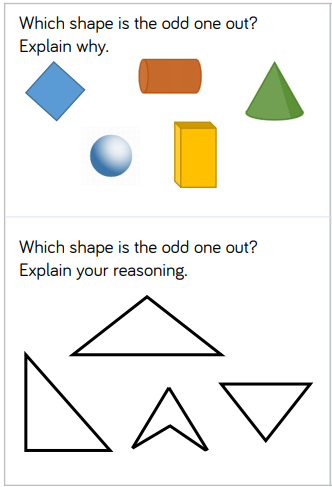 Which shape is the odd one out?
Explain why.
Which shape is the odd one out?
Explain your reasoning.